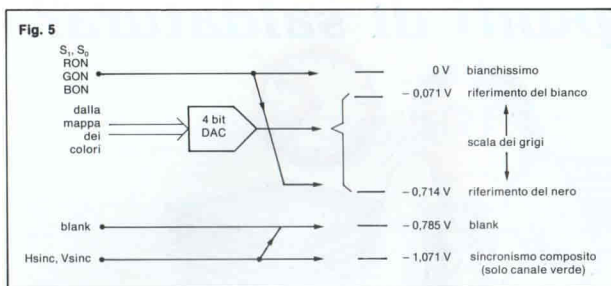 Fig. 5
S₁, S₀
RON
GON
BON
0 V bianchissimo
− 0,071 V riferimento del bianco
dalla
mappa
dei
colori
4 bit
DAC
scala dei grigi
− 0,714 V riferimento del nero
blank
− 0,785 V blank
Hsinc, Vsinc
− 1,071 V sincronismo composito
(solo canale verde)